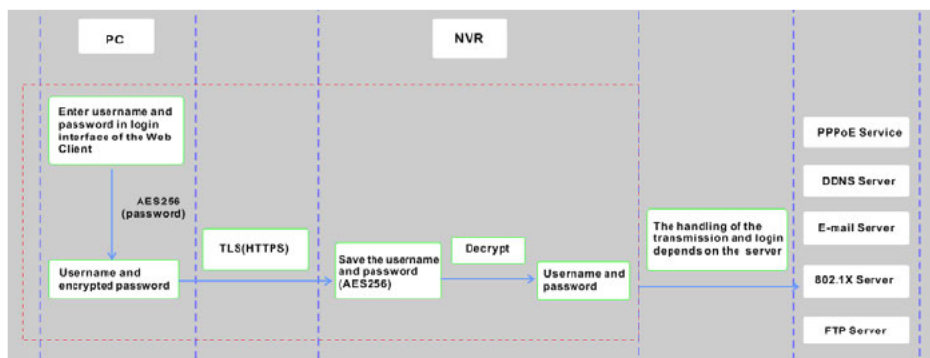 PC
NVR
Enter username and
password in login
interface of the Web
Client
PPPoE Service
DDNS Server
AES256
(password)
E-mail Server
The handling of the
transmission and login
depends on the server
TLS(HTTPS)
Decrypt
Save the username
and password
(AES256)
Username and
encrypted password
Username and
password
802.1X Server
FTP Server